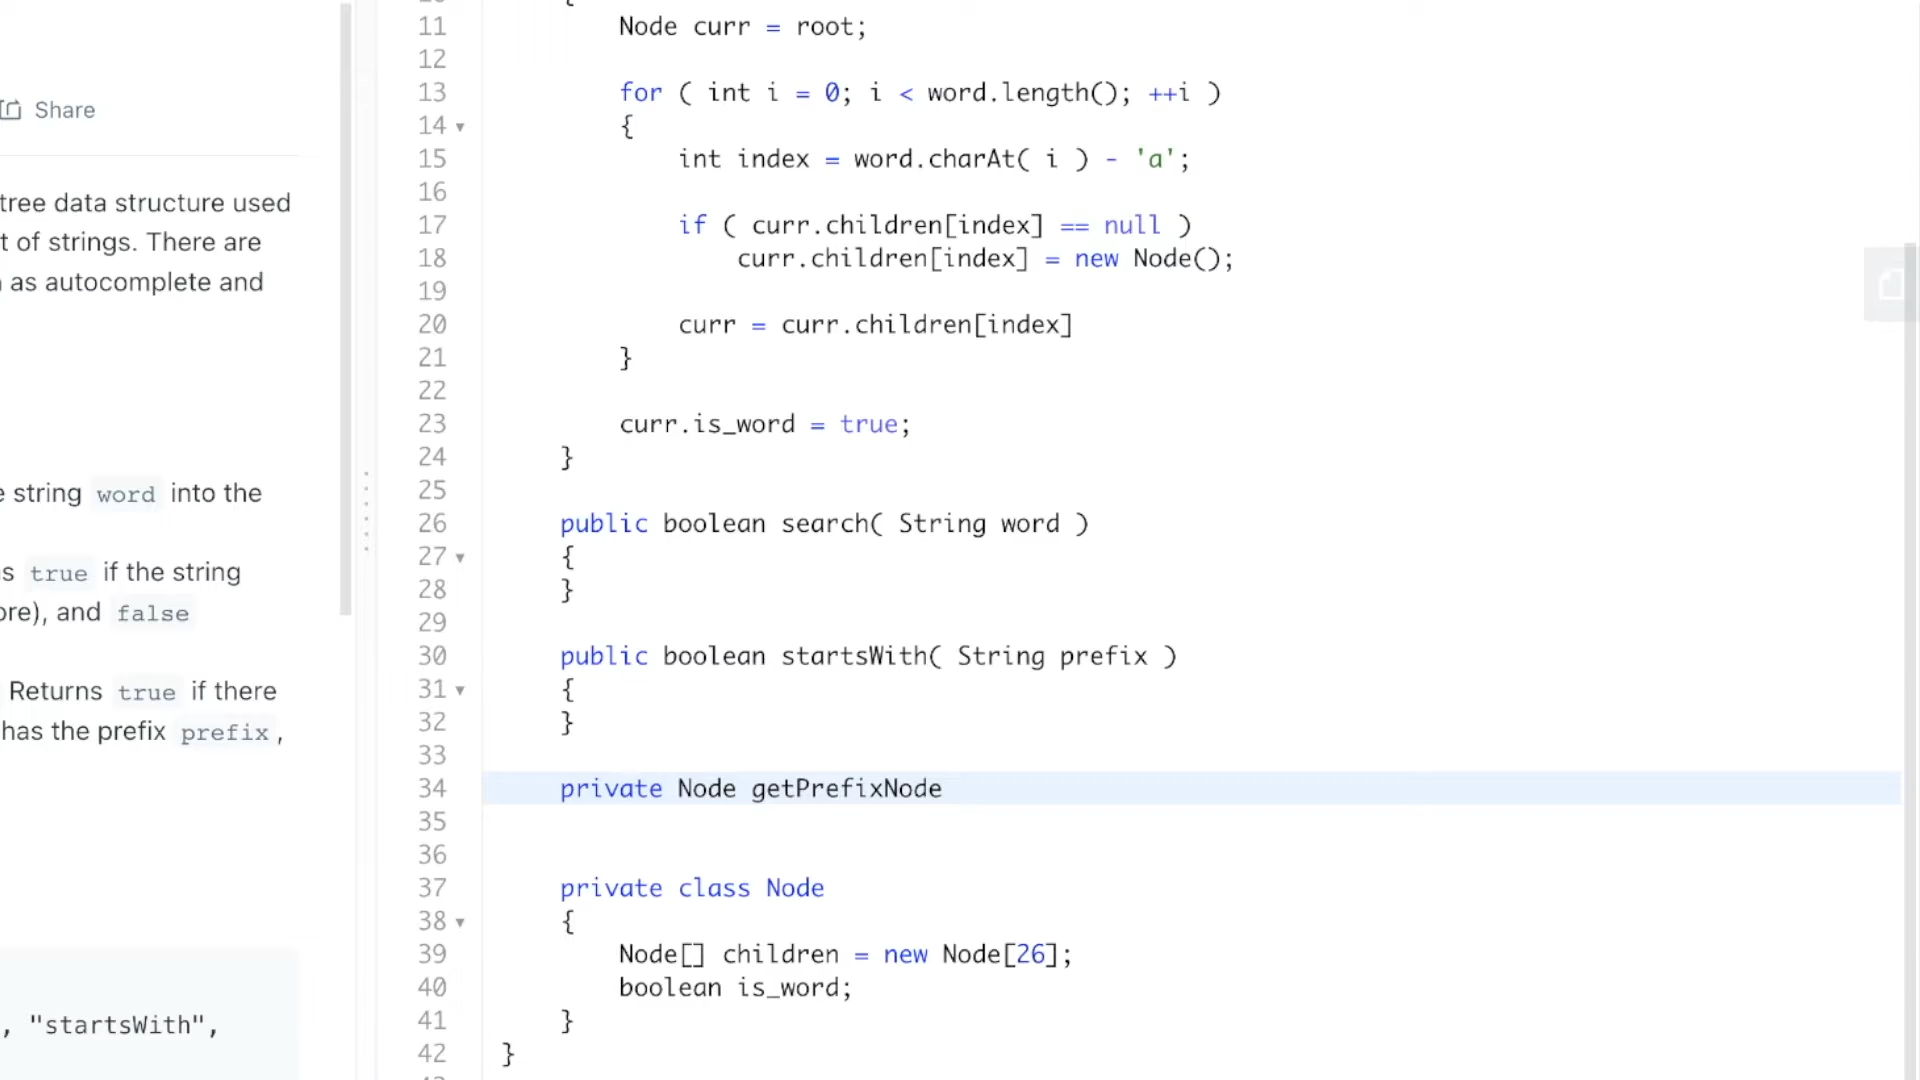 Share
tree data structure used
t of strings. There are
as autocomplete and
e string word into the
s true if the string
ore), and false
Returns true if there
has the prefix prefix,
, "startsWith",
11 Node curr = root;
12
13 for ( int i = 0; i < word.length(); ++i )
14 {
15 int index = word.charAt( i ) - 'a';
16
17 if ( curr.children[index] == null )
18 curr.children[index] = new Node();
19
20 curr = curr.children[index]
21 }
22
23 curr.is_word = true;
24 }
25
26 public boolean search( String word )
27 {
28 }
29
30 public boolean startsWith( String prefix )
31 {
32 }
33
34 private Node getPrefixNode
35
36
37 private class Node
38 {
39 Node[] children = new Node[26];
40 boolean is_word;
41 }
42 }